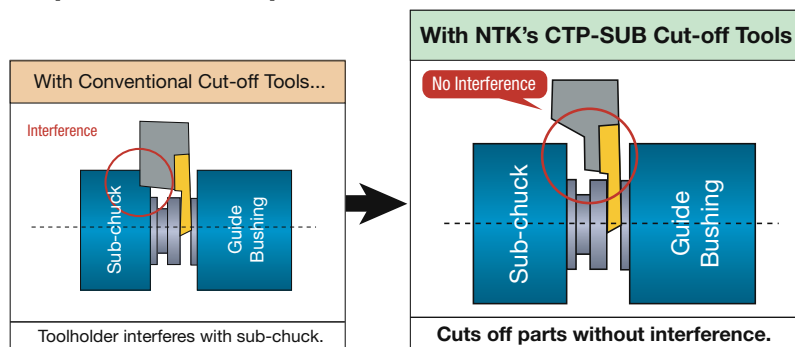 With Conventional Cut-off Tools...
Interference
Sub-chuck
Guide
Bushing
Toolholder interferes with sub-chuck.
With NTK's CTP-SUB Cut-off Tools
No Interference
Sub-chuck
Guide
Bushing
Cuts off parts without interference.